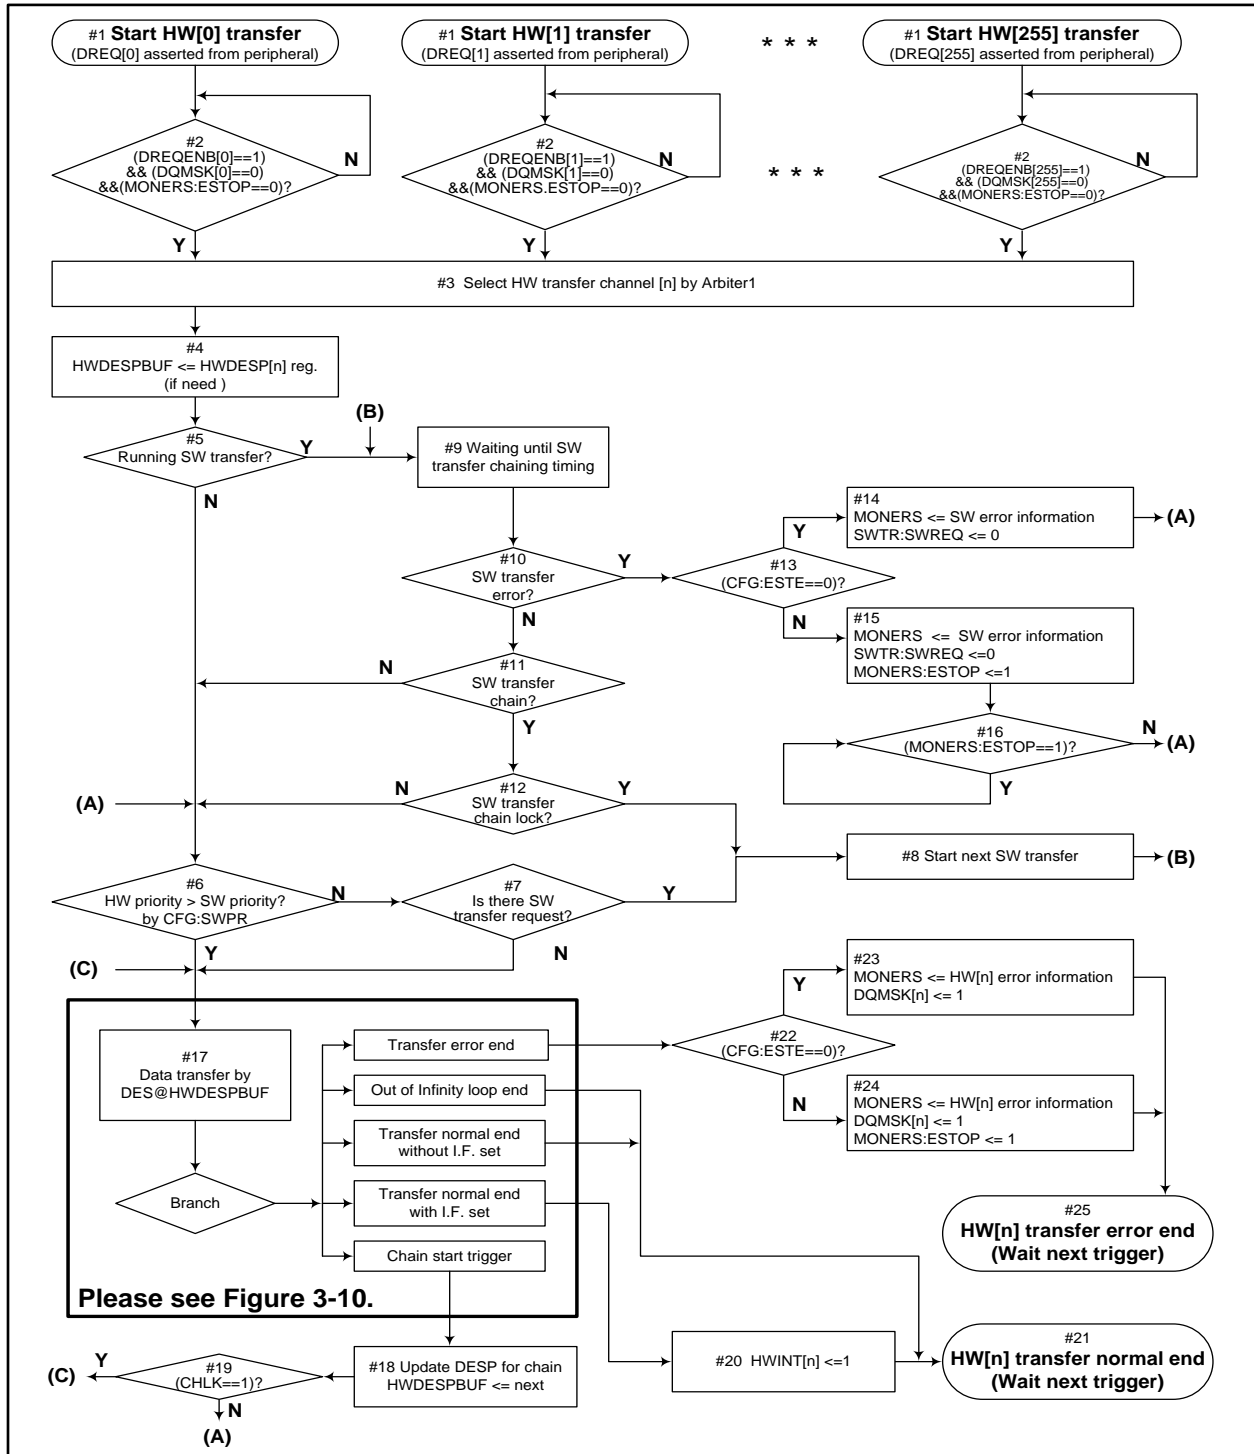 #1 Start HW[0] transfer
(DREQ[0] asserted from peripheral)
#1 Start HW[1] transfer
(DREQ[1] asserted from peripheral)
* * *
#1 Start HW[255] transfer
(DREQ[255] asserted from peripheral)
#2
(DREQENB[0]==1)
&& (DQMSK[0]==0)
&&(MONERS:ESTOP==0)?
N
Y
#2
(DREQENB[1]==1)
&& (DQMSK[1]==0)
&&(MONERS.ESTOP==0)?
N
Y
* * *
#2
(DREQENB[255]==1)
&& (DQMSK[255]==0)
&&(MONERS:ESTOP==0)?
N
Y
#3 Select HW transfer channel [n] by Arbiter1
#4
HWDESPBUF <= HWDESP[n] reg.
(if need )
(B)
#5
Running SW transfer?
Y
N
#9 Waiting until SW
transfer chaining timing
#10
SW transfer
error?
Y
N
#13
(CFG:ESTE==0)?
Y
N
#14
MONERS <= SW error information
SWTR:SWREQ <= 0
(A)
#15
MONERS <= SW error information
SWTR:SWREQ <=0
MONERS:ESTOP <=1
#11
SW transfer
chain?
N
Y
#16
(MONERS:ESTOP==1)?
N
(A)
Y
(A)
#12
SW transfer
chain lock?
N
Y
#8 Start next SW transfer
(B)
#6
HW priority > SW priority?
by CFG:SWPR
N
Y
#7
Is there SW
transfer request?
Y
N
(C)
#17
Data transfer by
DES@HWDESPBUF
Branch
Transfer error end
Out of Infinity loop end
Transfer normal end
without I.F. set
Transfer normal end
with I.F. set
Chain start trigger
Please see Figure 3-10.
#22
(CFG:ESTE==0)?
Y
N
#23
MONERS <= HW[n] error information
DQMSK[n] <= 1
#24
MONERS <= HW[n] error information
DQMSK[n] <= 1
MONERS:ESTOP <= 1
#25
HW[n] transfer error end
(Wait next trigger)
#18 Update DESP for chain
HWDESPBUF <= next
#19
(CHLK==1)?
Y
(C)
N
(A)
#20 HWINT[n] <=1
#21
HW[n] transfer normal end
(Wait next trigger)